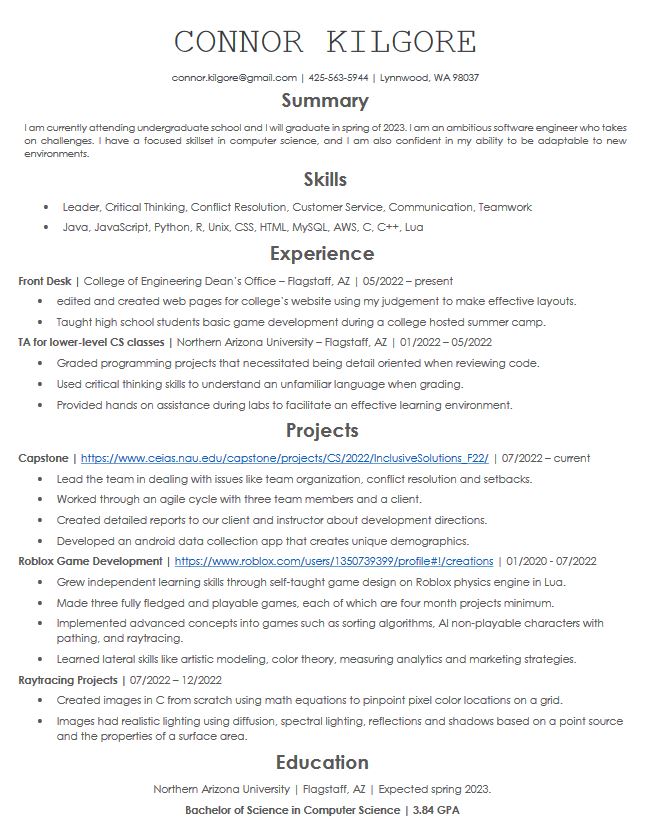 CONNOR KILGORE
connor.kilgore@gmail.com | 425-563-5944 | Lynnwood, WA 98037
Summary
I am currently attending undergraduate school and I will graduate in spring of 2023. I am an ambitious software engineer who takes
on challenges. I have a focused skillset in computer science, and I am also confident in my ability to be adaptable to new
environments.
Skills
• Leader, Critical Thinking, Conflict Resolution, Customer Service, Communication, Teamwork
• Java, JavaScript, Python, R, Unix, CSS, HTML, MySQL, AWS, C, C++, Lua
Experience
Front Desk | College of Engineering Dean's Office – Flagstaff, AZ | 05/2022 – present
• edited and created web pages for college's website using my judgement to make effective layouts.
• Taught high school students basic game development during a college hosted summer camp.
TA for lower-level CS classes | Northern Arizona University – Flagstaff, AZ | 01/2022 – 05/2022
• Graded programming projects that necessitated being detail oriented when reviewing code.
• Used critical thinking skills to understand an unfamiliar language when grading.
• Provided hands on assistance during labs to facilitate an effective learning environment.
Projects
Capstone | https://www.ceias.nau.edu/capstone/projects/CS/2022/InclusiveSolutions_F22/ | 07/2022 – current
• Lead the team in dealing with issues like team organization, conflict resolution and setbacks.
• Worked through an agile cycle with three team members and a client.
• Created detailed reports to our client and instructor about development directions.
• Developed an android data collection app that creates unique demographics.
Roblox Game Development | https://www.roblox.com/users/1350739399/profile#!/creations | 01/2020 - 07/2022
• Grew independent learning skills through self-taught game design on Roblox physics engine in Lua.
• Made three fully fledged and playable games, each of which are four month projects minimum.
• Implemented advanced concepts into games such as sorting algorithms, AI non-playable characters with
pathing, and raytracing.
• Learned lateral skills like artistic modeling, color theory, measuring analytics and marketing strategies.
Raytracing Projects | 07/2022 – 12/2022
• Created images in C from scratch using math equations to pinpoint pixel color locations on a grid.
• Images had realistic lighting using diffusion, spectral lighting, reflections and shadows based on a point source
and the properties of a surface area.
Education
Northern Arizona University | Flagstaff, AZ | Expected spring 2023.
Bachelor of Science in Computer Science | 3.84 GPA